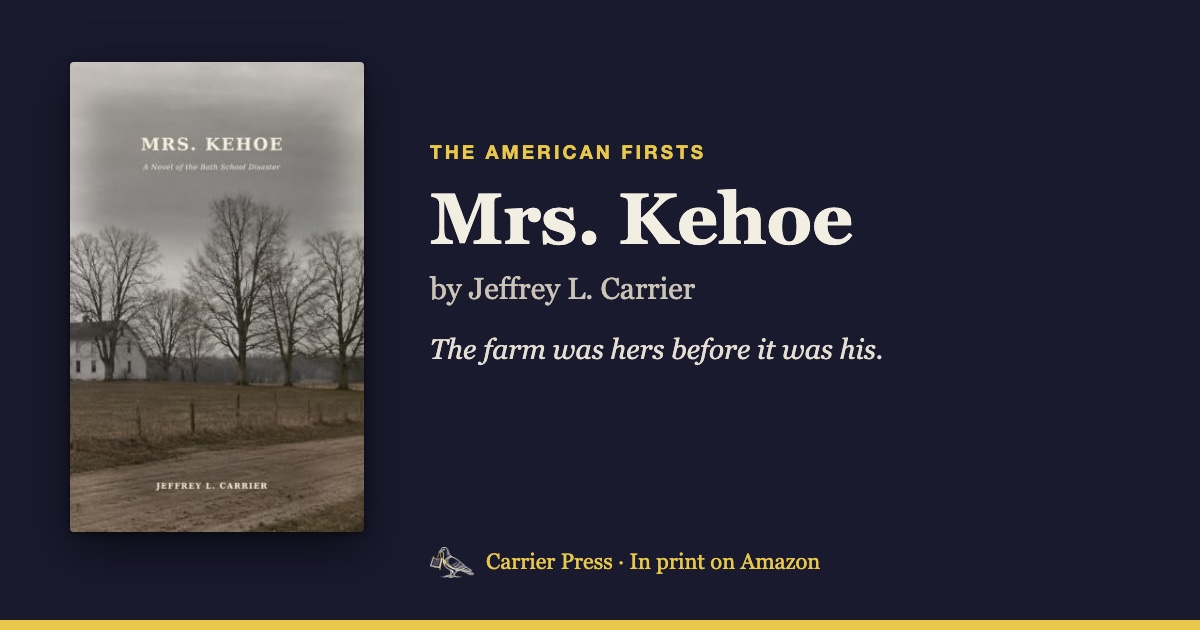 MRS. KEHOE
A Novel of the Bath School Disaster
JEFFREY L. CARRIER
THE AMERICAN FIRSTS
Mrs. Kehoe
by Jeffrey L. Carrier
The farm was hers before it was his.
Carrier Press · In print on Amazon